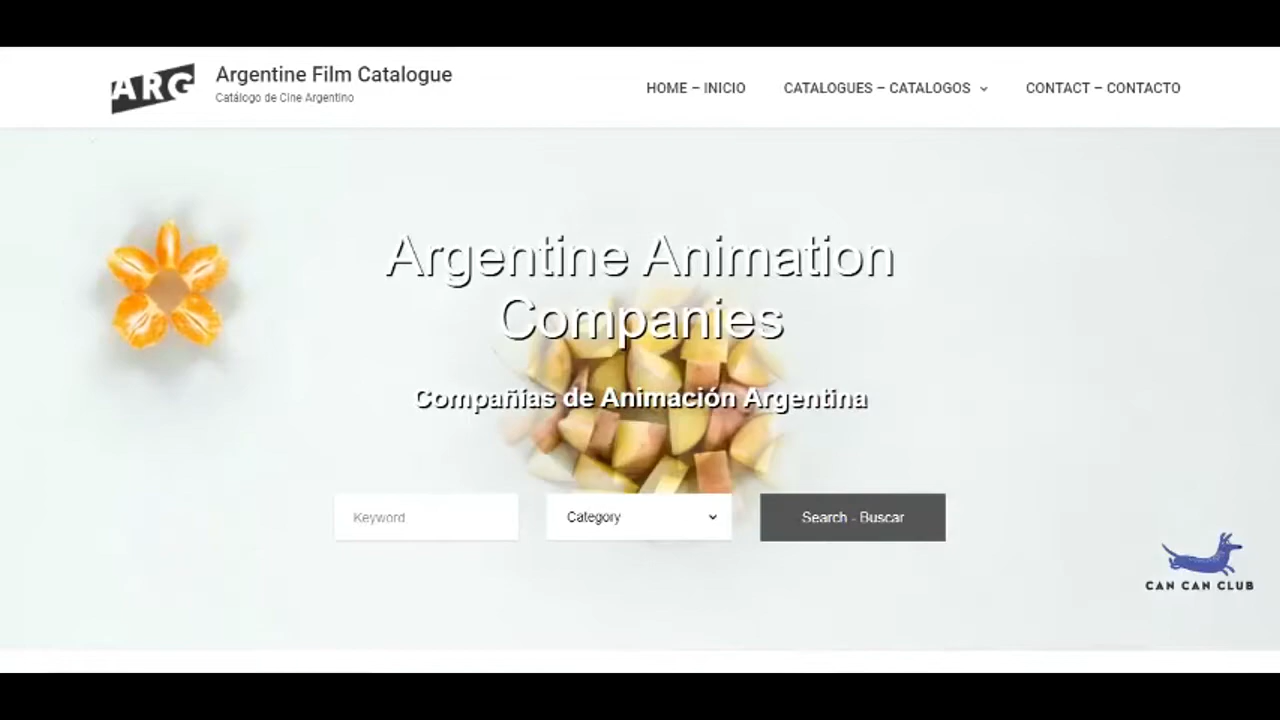 ARG
Argentine Film Catalogue
Catálogo de Cine Argentino
HOME – INICIO
CATALOGUES – CATALOGOS
CONTACT – CONTACTO
Argentine Animation
Companies
Compañías de Animación Argentina
Keyword
Category
Search - Buscar
CAN CAN CLUB